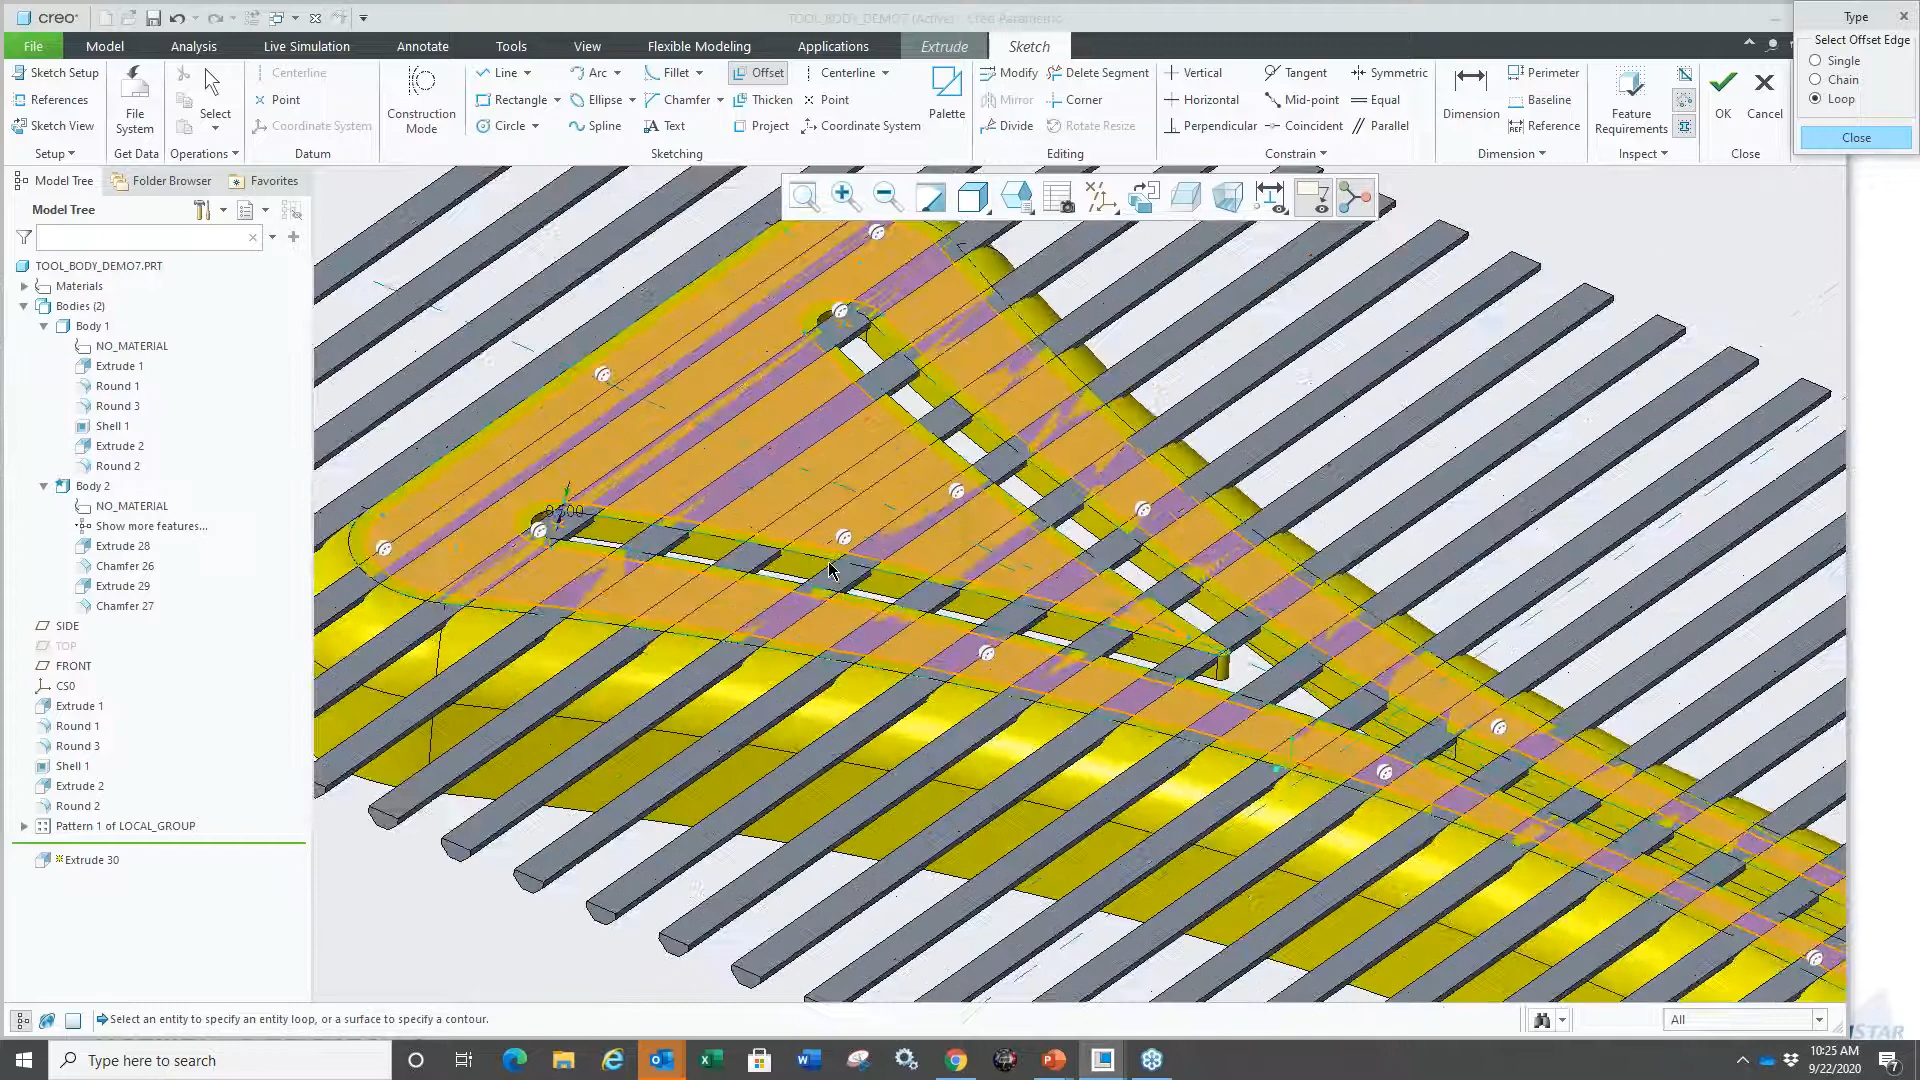 creo
TOOL_BODY_DEMO7 (Active) - Creo Parametric
Type
File
Model
Analysis
Live Simulation
Annotate
Tools
View
Flexible Modeling
Applications
Extrude
Sketch
Select Offset Edge
Single
Chain
Loop
Close
Sketch Setup
References
Sketch View
Setup
File System
Get Data
Select
Operations
Centerline
Point
Coordinate System
Datum
Construction Mode
Line
Arc
Fillet
Offset
Centerline
Rectangle
Ellipse
Chamfer
Thicken
Point
Circle
Spline
Text
Project
Coordinate System
Palette
Sketching
Modify
Delete Segment
Mirror
Corner
Divide
Rotate Resize
Editing
Vertical
Tangent
Symmetric
Horizontal
Mid-point
Equal
Perpendicular
Coincident
Parallel
Constrain
Dimension
Perimeter
Baseline
Reference
Dimension
Feature Requirements
Inspect
OK
Cancel
Close
Model Tree
Folder Browser
Favorites
Model Tree
TOOL_BODY_DEMO7.PRT
Materials
Bodies (2)
Body 1
NO_MATERIAL
Extrude 1
Round 1
Round 3
Shell 1
Extrude 2
Round 2
Body 2
NO_MATERIAL
Show more features...
Extrude 28
Chamfer 26
Extrude 29
Chamfer 27
SIDE
TOP
FRONT
CS0
Extrude 1
Round 1
Round 3
Shell 1
Extrude 2
Round 2
Pattern 1 of LOCAL_GROUP
Extrude 30
Select an entity to specify an entity loop, or a surface to specify a contour.
All
Type here to search
10:25 AM
9/22/2020
7